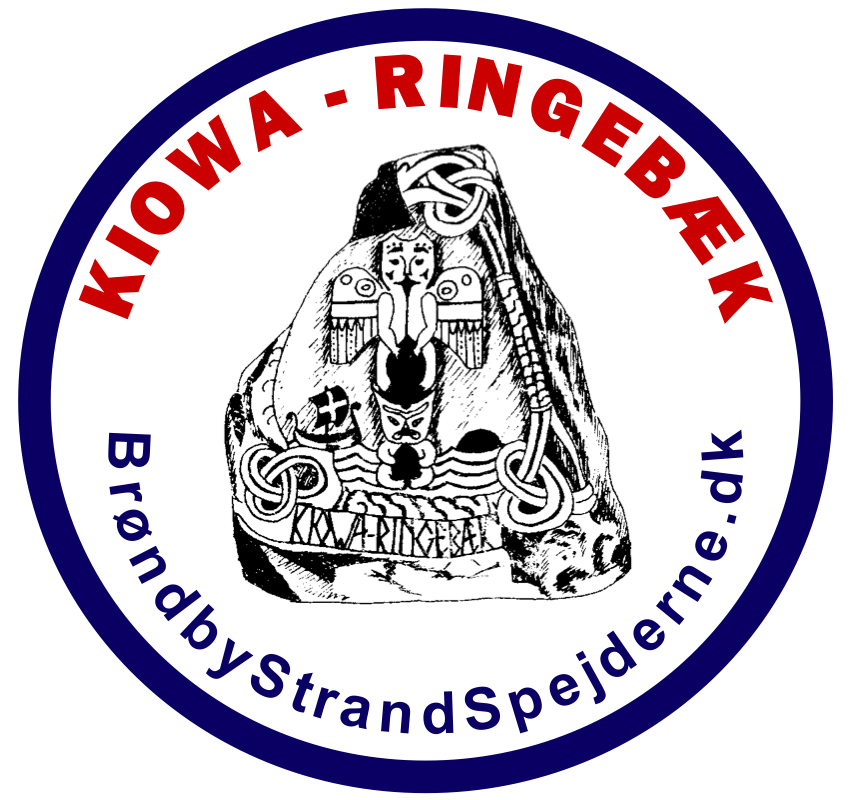 KIOWA - RINGEBÆK
KIOWA-RINGEBÆK
BrøndbyStrandSpejderne.dk